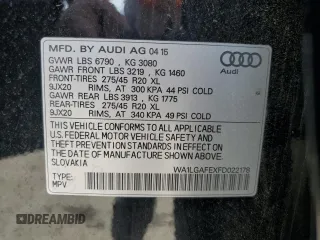 MFD. BY AUDI AG 04 15
GVWR LBS 6790 , KG 3080
GAWR FRONT LBS 3219 , KG 1460
FRONT-TIRES : 275/45 R20 XL
9JX20 RIMS, AT 300 KPA 44 PSI COLD
GAWR REAR LBS 3913 , KG 1775
REAR-TIRES : 275/45 R20 XL
9JX20 RIMS, AT 340 KPA 49 PSI COLD
Audi
THIS VEHICLE CONFORMS TO ALL APPLICABLE
U.S. FEDERAL MOTOR VEHICLE SAFETY AND
THEFT PREVENTION STANDARDS IN EFFECT ON
THE DATE OF MANUFACTURE SHOWN ABOVE.
WA1LGAFEXFD022178
TYPE:
MPV
MADE IN SLOVAKIA
DREAMBID